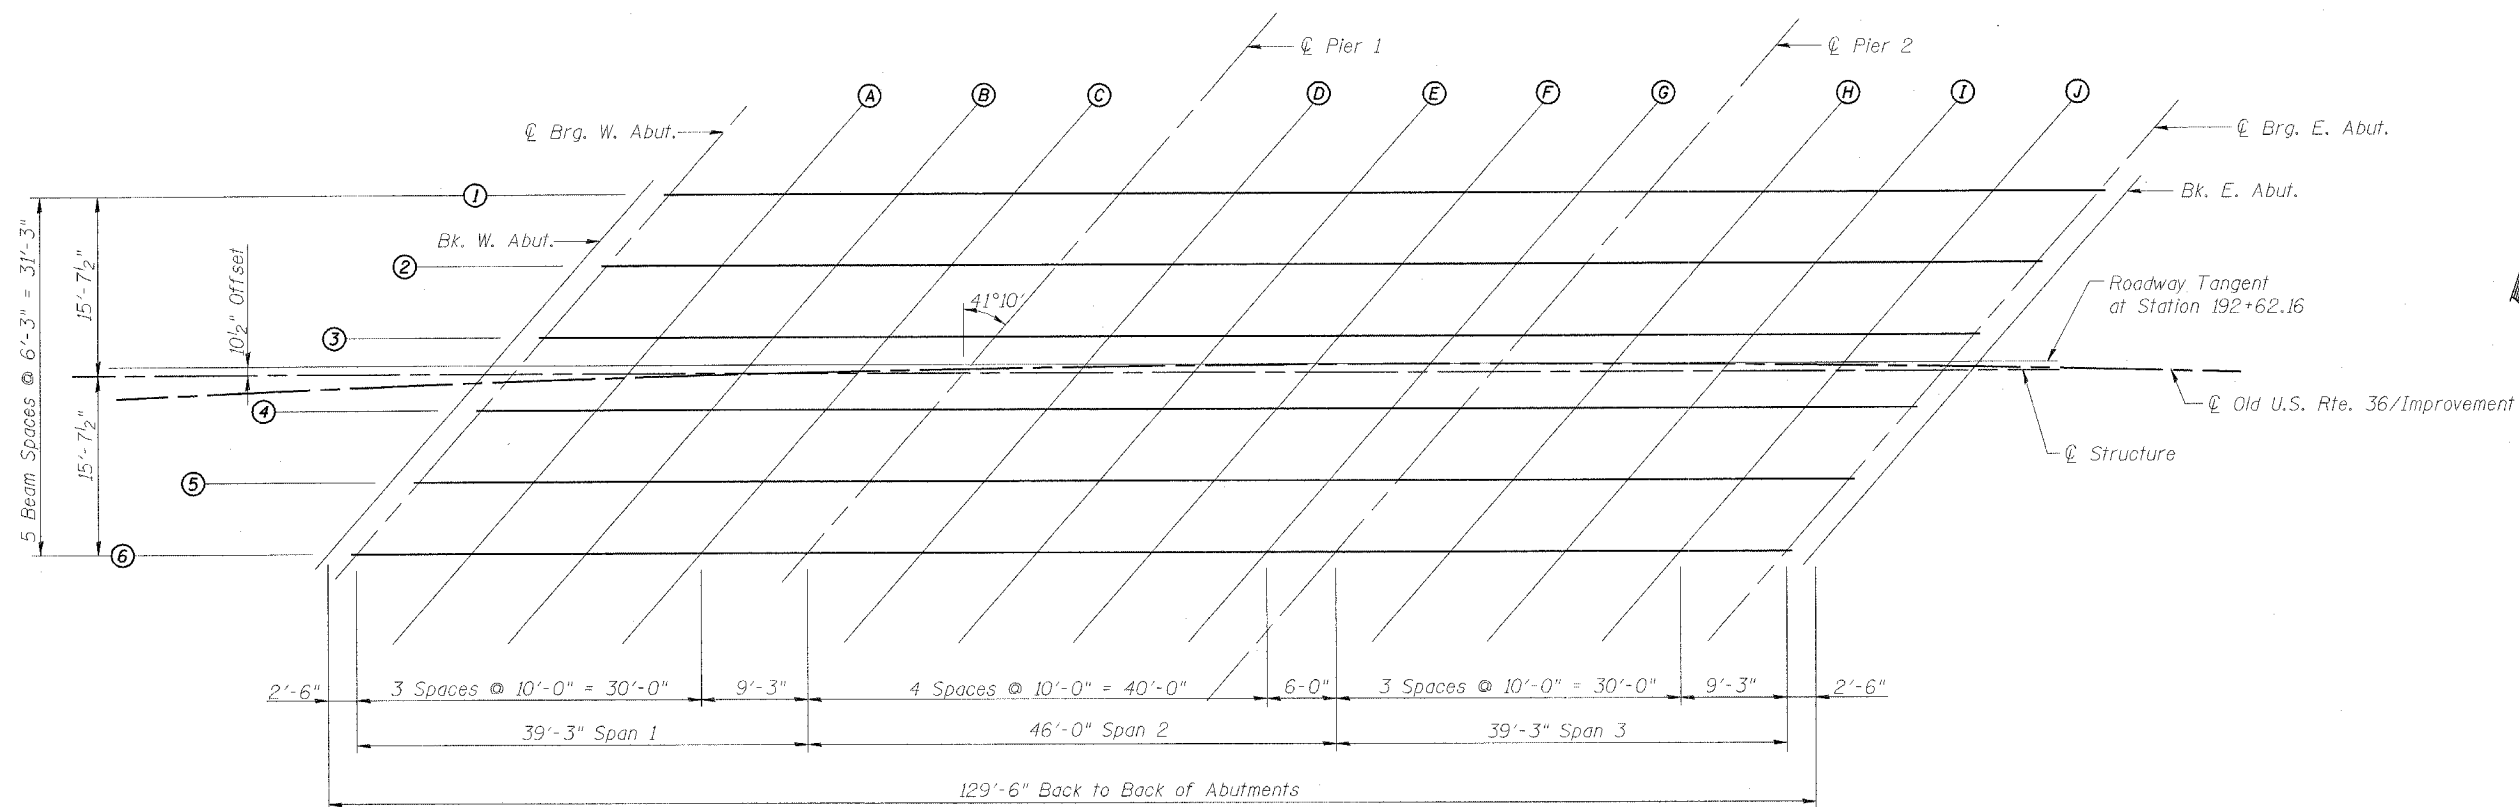 ℄ Pier 1
℄ Pier 2
A
B
C
D
E
F
G
H
I
J
℄ Brg. W. Abut.
℄ Brg. E. Abut.
Bk. E. Abut.
Bk. W. Abut.
1
2
3
4
5
6
5 Beam Spaces @ 6'-3" = 31'-3"
15'-7½"
15'-7½"
10½" Offset
41°10'
Roadway Tangent
at Station 192+62.16
℄ Old U.S. Rte. 36/Improvement
℄ Structure
2'-6"
3 Spaces @ 10'-0" = 30'-0"
9'-3"
4 Spaces @ 10'-0" = 40'-0"
6-0"
3 Spaces @ 10'-0" = 30'-0"
9'-3"
2'-6"
39'-3" Span 1
46'-0" Span 2
39'-3" Span 3
129'-6" Back to Back of Abutments